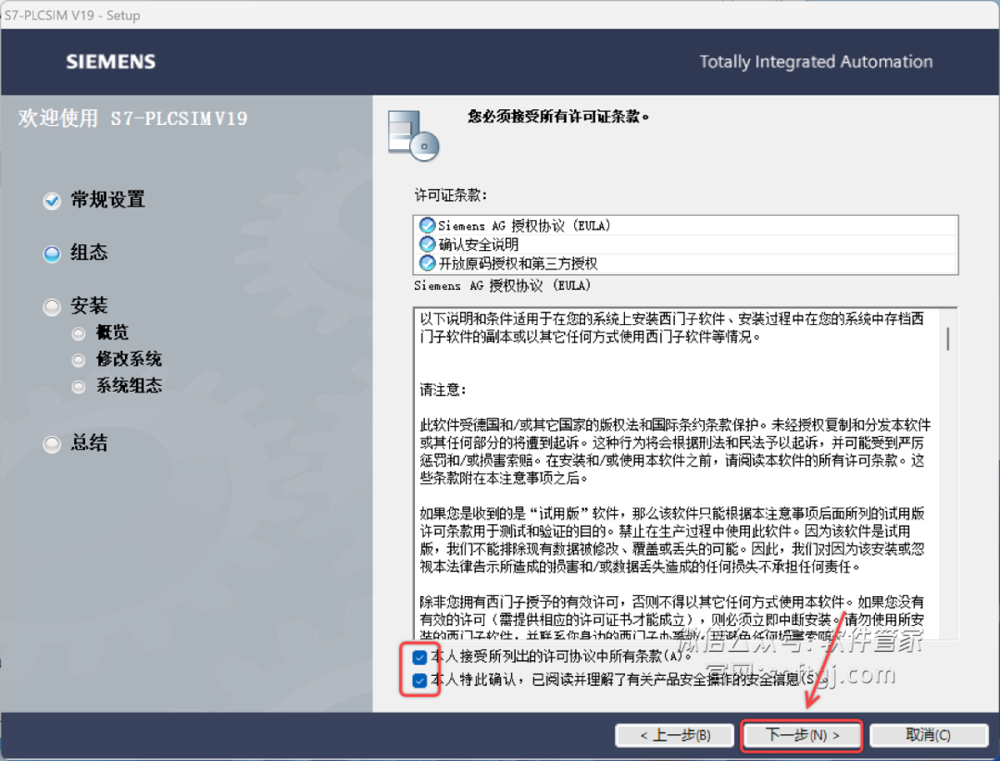 S7-PLCSIM V19 - Setup
SIEMENS
Totally Integrated Automation
欢迎使用 S7-PLCSIM V19
常规设置
组态
安装
概览
修改系统
系统组态
总结
您必须接受所有许可证条款。
许可证条款：
Siemens AG 授权协议 (EULA)
确认安全说明
开放原码授权和第三方授权
Siemens AG 授权协议 (EULA)
以下说明和条件适用于在您的系统上安装西门子软件、安装过程中在您的系统中存档西
门子软件的副本或以其它任何方式使用西门子软件等情况。
请注意：
此软件受德国和/或其它国家的版权法和国际条约条款保护。未经授权复制和分发本软件
或其任何部分的将遭到起诉。这种行为将会根据刑法和民法予以起诉，并可能受到严厉
惩罚和/或损害索赔。在安装和/或使用本软件之前，请阅读本软件的所有许可条款。这
些条款附在本注意事项之后。
如果您是收到的是“试用版”软件，那么该软件只能根据本注意事项后面所列的试用版
许可条款用于测试和验证的目的。禁止在生产过程中使用此软件。因为该软件是试用
版，我们不能排除现有数据被修改、覆盖或丢失的可能。因此，我们对因为该安装或忽
视本法律告示所造成的损害和/或数据丢失造成的任何损失不承担任何责任。
除非您拥有西门子授予的有效许可，否则不得以其它任何方式使用本软件。如果您没有
有效的许可（需提供相应的许可证书才能成立），则必须立即中断安装。请勿使用所安
装的西门子软件，并联系您身边的西门子办事处，以避免任何损害索赔
微信公众号:软件管家
本人接受所列出的许可协议中所有条款(A)。
官网:softgj.com
本人特此确认，已阅读并理解了有关产品安全操作的安全信息(S)。
< 上一步(B)
下一步(N) >
取消(C)